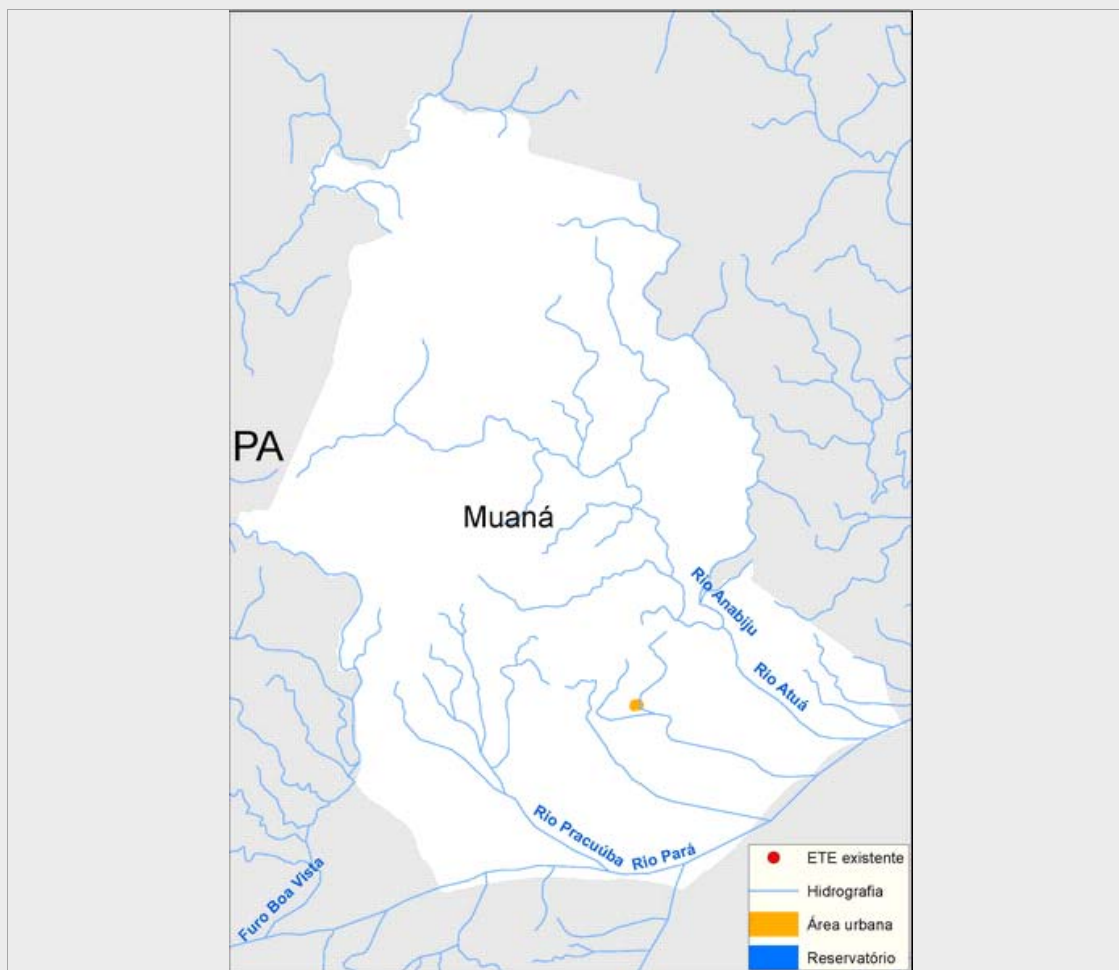 PA
Muaná
Rio Anabiju
Rio Atuá
Rio Pracuúba
Rio Pará
Furo Boa Vista
ETE existente
Hidrografia
Área urbana
Reservatório